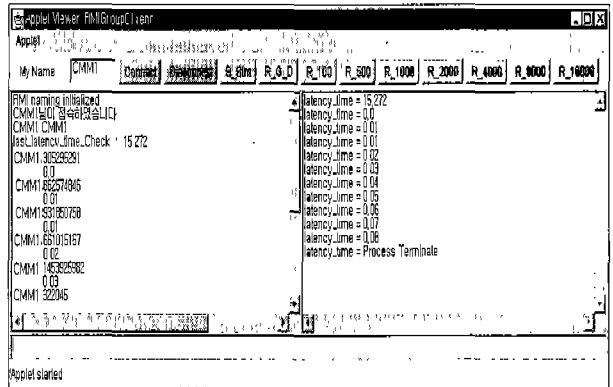 Applet Viewer RMIGroupClient
Applet
My Name CMM1 Connect S_Bins R_G_D R_100 R_500 R_1000 R_2000 R_4000 R_8000 R_16000
RMI naming initialized
CMM1님이 접속하였습니다
CMM1 CMM1
last_latency_time_Check : 15 272
CMM1 305296291
0.0
CMM1 862574846
0.01
CMM1 931850758
0.01
CMM1 661015167
0 02
CMM1 1453925982
0 03
CMM1 322045
latency_time = 15,272
latency_time = 0,0
latency_time = 0 01
latency_time = 0 01
latency_time = 0 02
latency_time = 0 03
latency_time = 0 04
latency_time = 0 05
latency_time = 0,06
latency_time = 0,07
latency_time = 0,08
latency_time = Process Terminate
Applet started